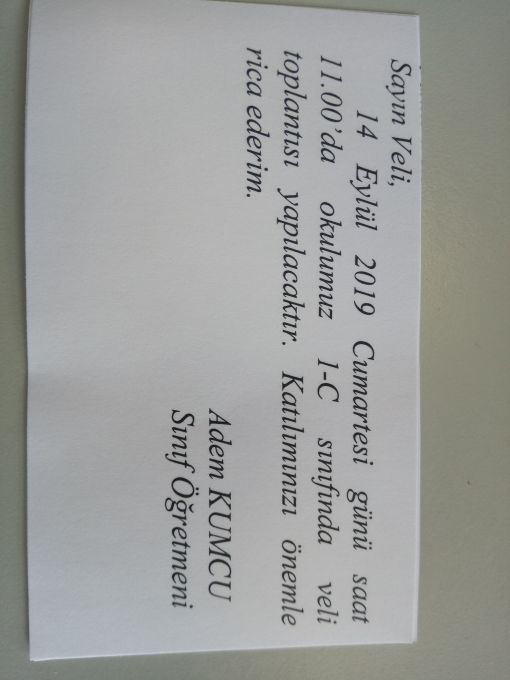 Sayın Veli,
14 Eylül 2019 Cumartesi günü saat
11.00'da okulumuz 1-C sınıfında veli
toplantısı yapılacaktır. Katılımınızı önemle
rica ederim.
Adem KUMCU
Sınıf Öğretmeni